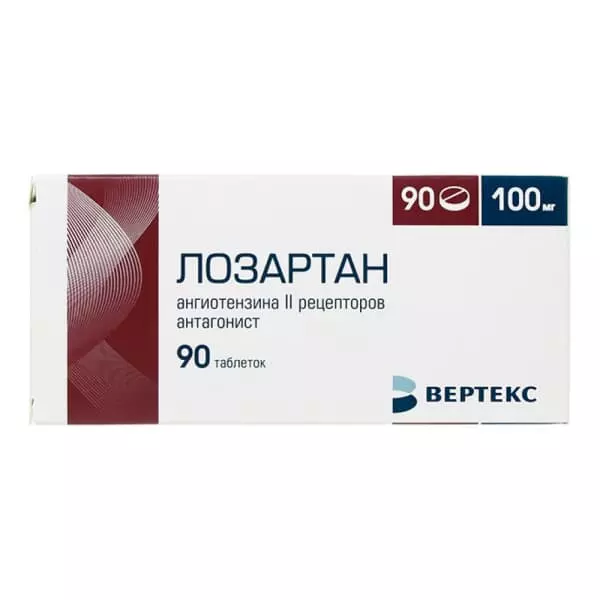 90 100 мг
ЛОЗАРТАН
ангиотензина II рецепторов
антагонист
90 таблеток
ВЕРТЕКС